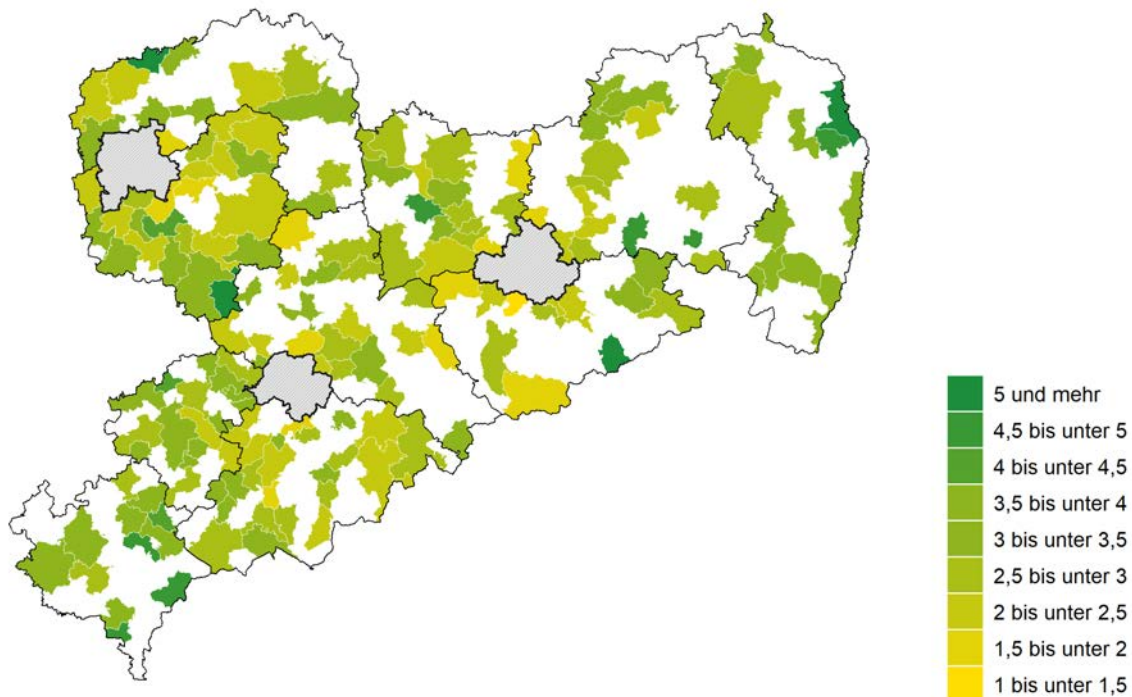 5 und mehr
4,5 bis unter 5
4 bis unter 4,5
3,5 bis unter 4
3 bis unter 3,5
2,5 bis unter 3
2 bis unter 2,5
1,5 bis unter 2
1 bis unter 1,5